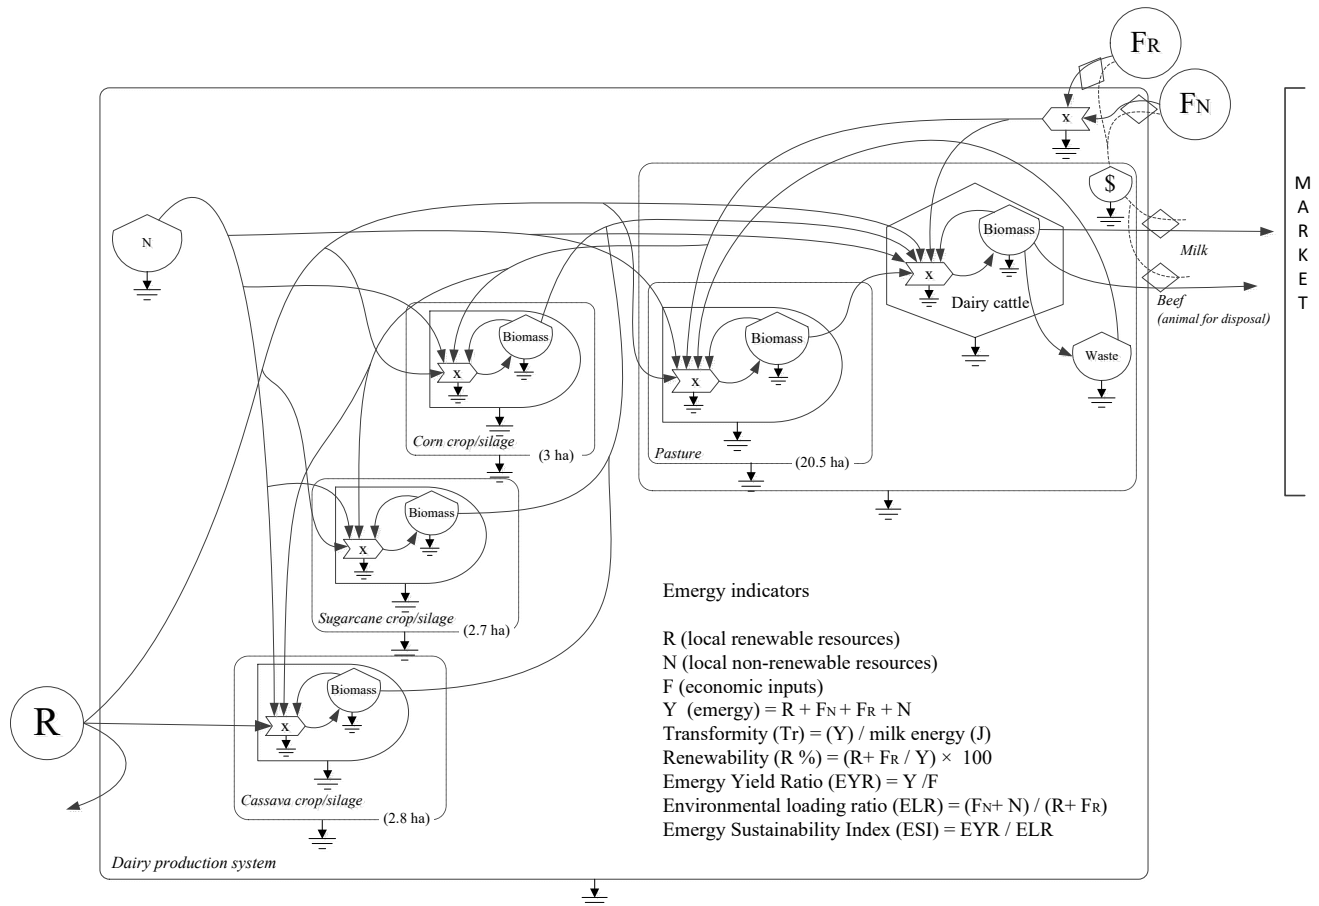 FR
FN
x
$
M
A
R
K
E
T
N
Biomass
x
Milk
Dairy cattle
Beef
(animal for disposal)
Waste
Biomass
x
Corn crop/silage
(3 ha)
Biomass
x
Pasture
(20.5 ha)
Biomass
x
Sugarcane crop/silage
(2.7 ha)
R
Biomass
x
Cassava crop/silage
(2.8 ha)
Emergy indicators
R (local renewable resources)
N (local non-renewable resources)
F (economic inputs)
Y (emergy) = R + FN + FR + N
Transformity (Tr) = (Y) / milk energy (J)
Renewability (R %) = (R+ FR / Y) × 100
Emergy Yield Ratio (EYR) = Y /F
Environmental loading ratio (ELR) = (FN+ N) / (R+ FR)
Emergy Sustainability Index (ESI) = EYR / ELR
Dairy production system